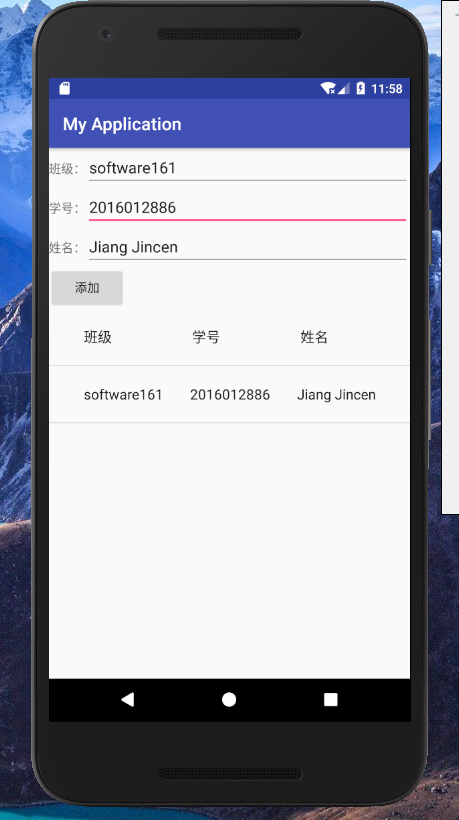 11:58
My Application
班级： software161
学号： 2016012886
姓名： Jiang Jincen
添加
班级 学号 姓名
software161 2016012886 Jiang Jincen